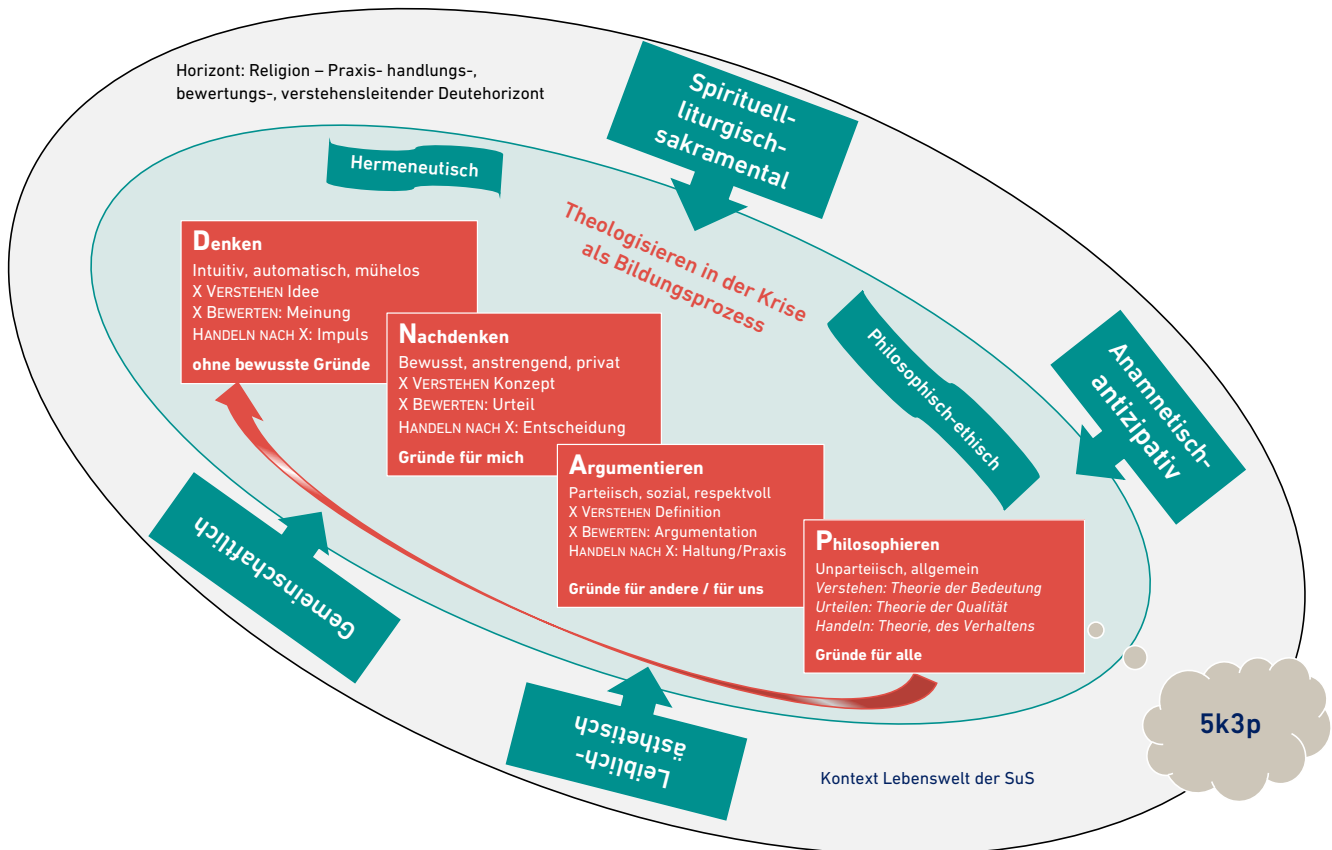 Horizont: Religion – Praxis- handlungs-,
bewertungs-, verstehensleitender Deutehorizont
Spirituell-
liturgisch-
sakramental
Hermeneutisch
Theologisieren in der Krise
als Bildungsprozess
Denken
Intuitiv, automatisch, mühelos
X VERSTEHEN Idee
X BEWERTEN: Meinung
HANDELN NACH X: Impuls
ohne bewusste Gründe
Nachdenken
Bewusst, anstrengend, privat
X VERSTEHEN Konzept
X BEWERTEN: Urteil
HANDELN NACH X: Entscheidung
Gründe für mich
Philosophisch-ethisch
Anamnetisch-
antizipativ
Argumentieren
Parteiisch, sozial, respektvoll
X VERSTEHEN Definition
X BEWERTEN: Argumentation
HANDELN NACH X: Haltung/Praxis
Gründe für andere / für uns
Philosophieren
Unparteiisch, allgemein
Verstehen: Theorie der Bedeutung
Urteilen: Theorie der Qualität
Handeln: Theorie, des Verhaltens
Gründe für alle
Gemeinschaftlich
Leiblich-
ästhetisch
5k3p
Kontext Lebenswelt der SuS